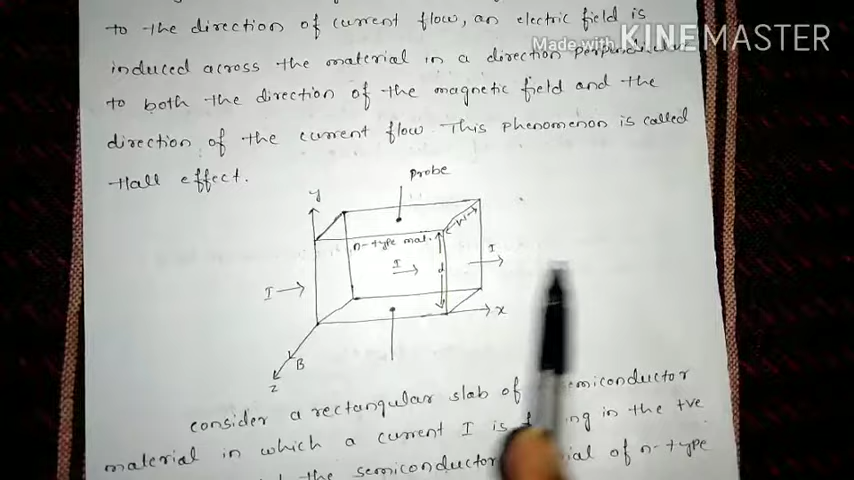 to the direction of current flow, an electric field is
Made with KINEMASTER
induced across the material in a direction perpendicular
to both the direction of the magnetic field and the
direction of the current flow. This phenomenon is called
Hall effect.
Probe
y
n-type mat.
w
I
I
I
d
x
B
z
consider a rectangular slab of semiconductor
material in which a current I is in the +ve
the semiconductor of n-type